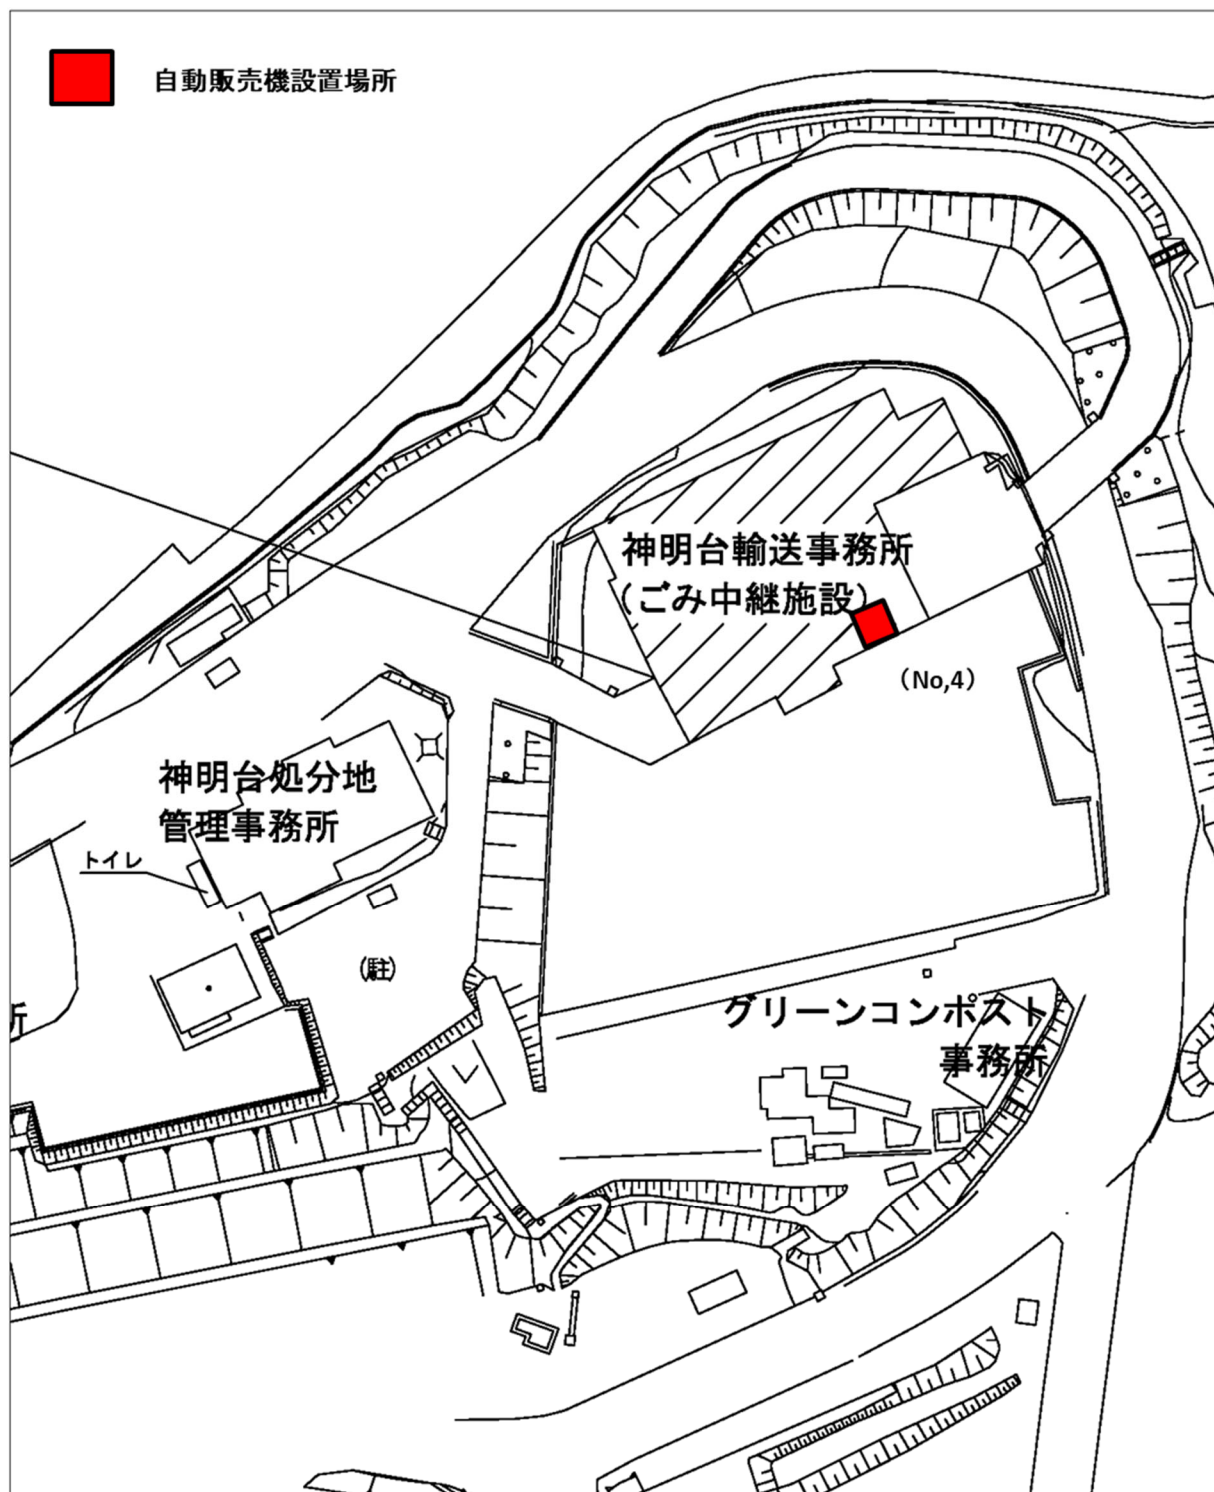 自動販売機設置場所
神明台輸送事務所
（ごみ中継施設）
（No,4）
神明台処分地
管理事務所
トイレ
（駐）
所
グリーンコンポスト
事務所